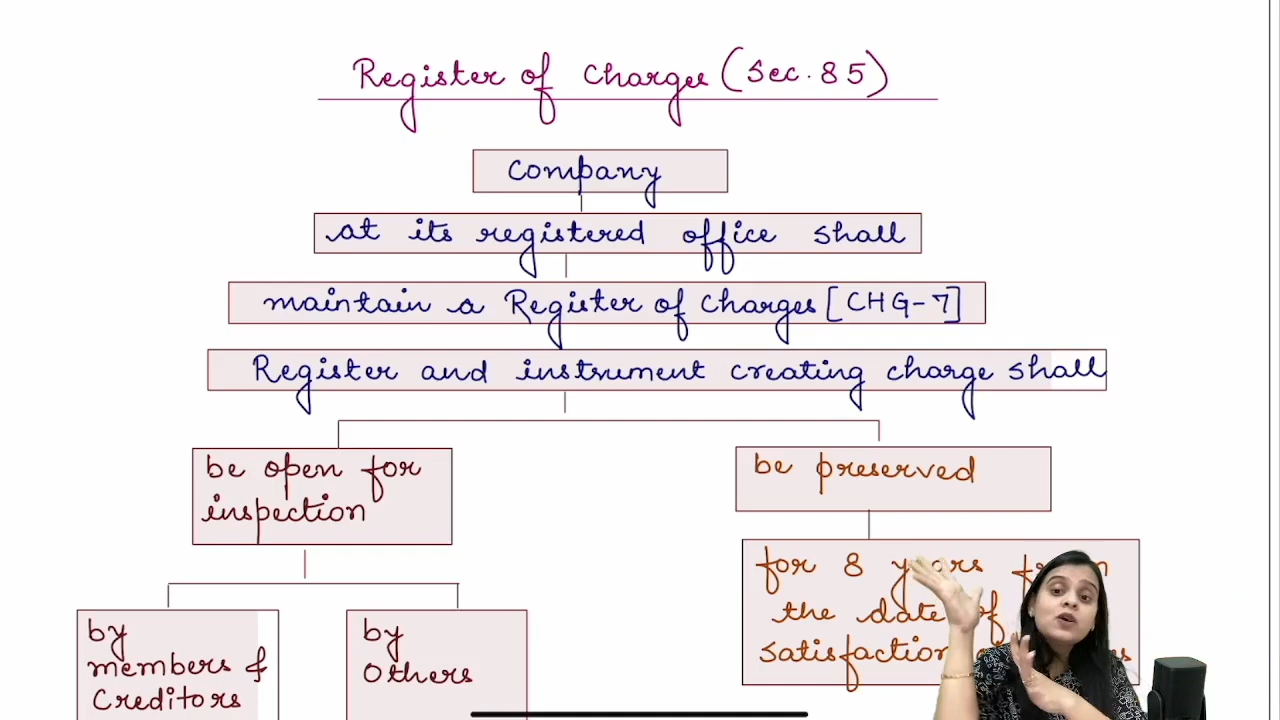 Register of Charges (Sec. 85)
Company
at its registered office shall
maintain a Register of Charges [CHG-7]
Register and instrument creating charge shall
be open for
inspection
be preserved
by
members &
Creditors
by
Others
for 8 years
the date of
satisfaction